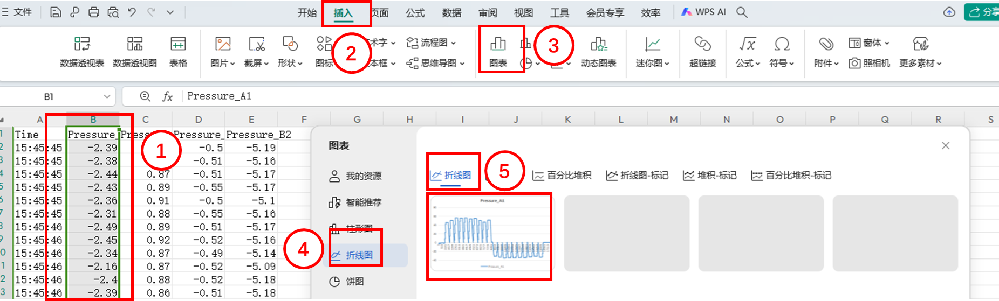 文件
开始 插入 页面 公式 数据 审阅 视图 工具 会员专享 效率 WPS AI 分享
术字 流程图 窗体
数据透视表 数据透视图 表格 图片 截屏 形状 图标 本框 思维导图 图表 动态图表 迷你图 超链接 公式 符号 附件 照相机 更多素材
② ③
B1 fx Pressure_A1
A B C D E F G H I J K L M N O P Q R S
1 Time Pressure_ Press Pressure_ Pressure_B2
2 15:45:45 -2.39 -0.5 -5.19
3 15:45:45 -2.38 -0.51 -5.16
4 15:45:45 -2.44 0.87 -0.51 -5.17
5 15:45:45 -2.43 0.89 -0.55 -5.17
6 15:45:45 -2.36 0.91 -0.5 -5.1
7 15:45:45 -2.31 0.88 -0.55 -5.16
8 15:45:46 -2.49 0.89 -0.51 -5.17
9 15:45:46 -2.45 0.92 -0.52 -5.16
0 15:45:46 -2.34 0.87 -0.49 -5.14
1 15:45:46 -2.16 0.87 -0.52 -5.09
2 15:45:46 -2.4 0.88 -0.52 -5.18
3 15:45:46 -2.39 0.86 -0.51 -5.18
①
图表
我的资源
智能推荐
柱形图
④ 折线图
饼图
折线图 ⑤ 百分比堆积 折线图-标记 堆积-标记 百分比堆积-标记
Pressure_A1
Pressure_A1